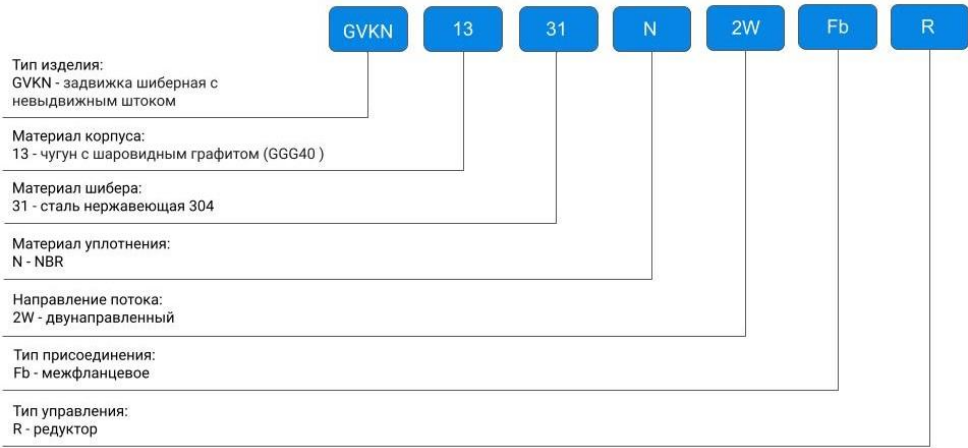 GVKN 13 31 N 2W Fb R
Тип изделия:
GVKN - задвижка шиберная с
невыдвижным штоком
Материал корпуса:
13 - чугун с шаровидным графитом (GGG40 )
Материал шибера:
31 - сталь нержавеющая 304
Материал уплотнения:
N - NBR
Направление потока:
2W - двунаправленный
Тип присоединения:
Fb - межфланцевое
Тип управления:
R - редуктор